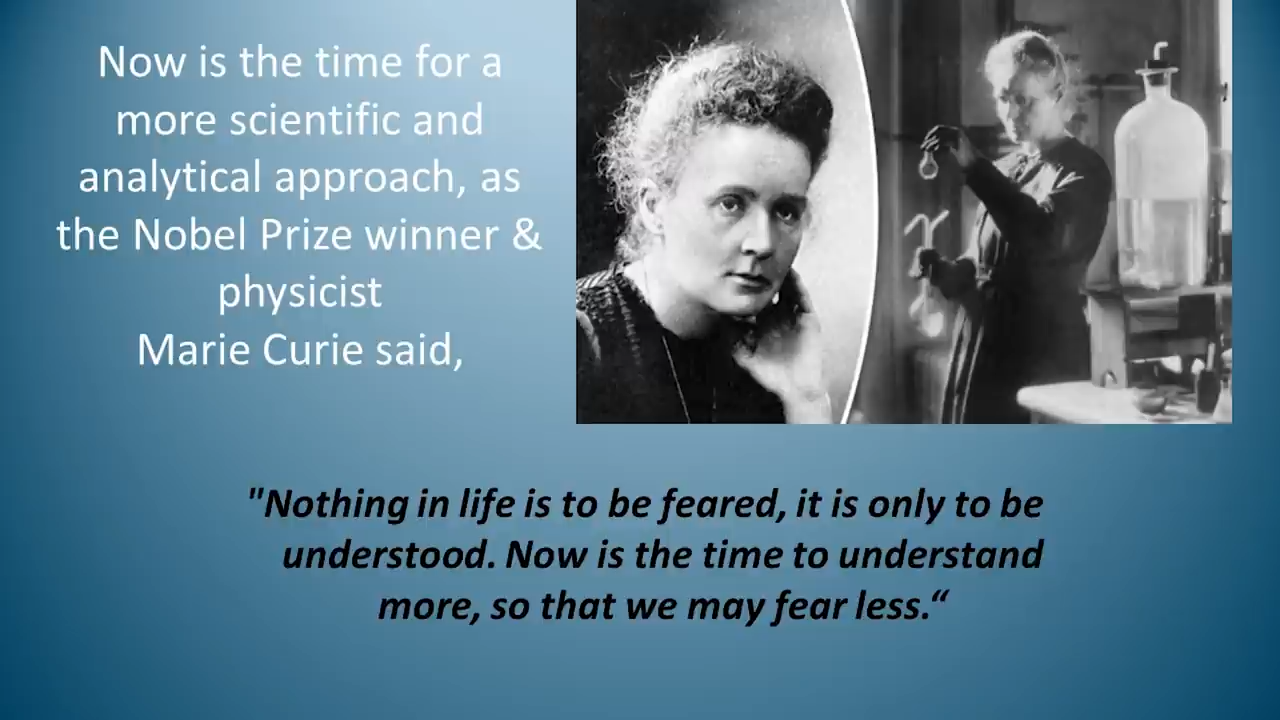 Now is the time for a
more scientific and
analytical approach, as
the Nobel Prize winner &
physicist
Marie Curie said,
"Nothing in life is to be feared, it is only to be
understood. Now is the time to understand
more, so that we may fear less.“